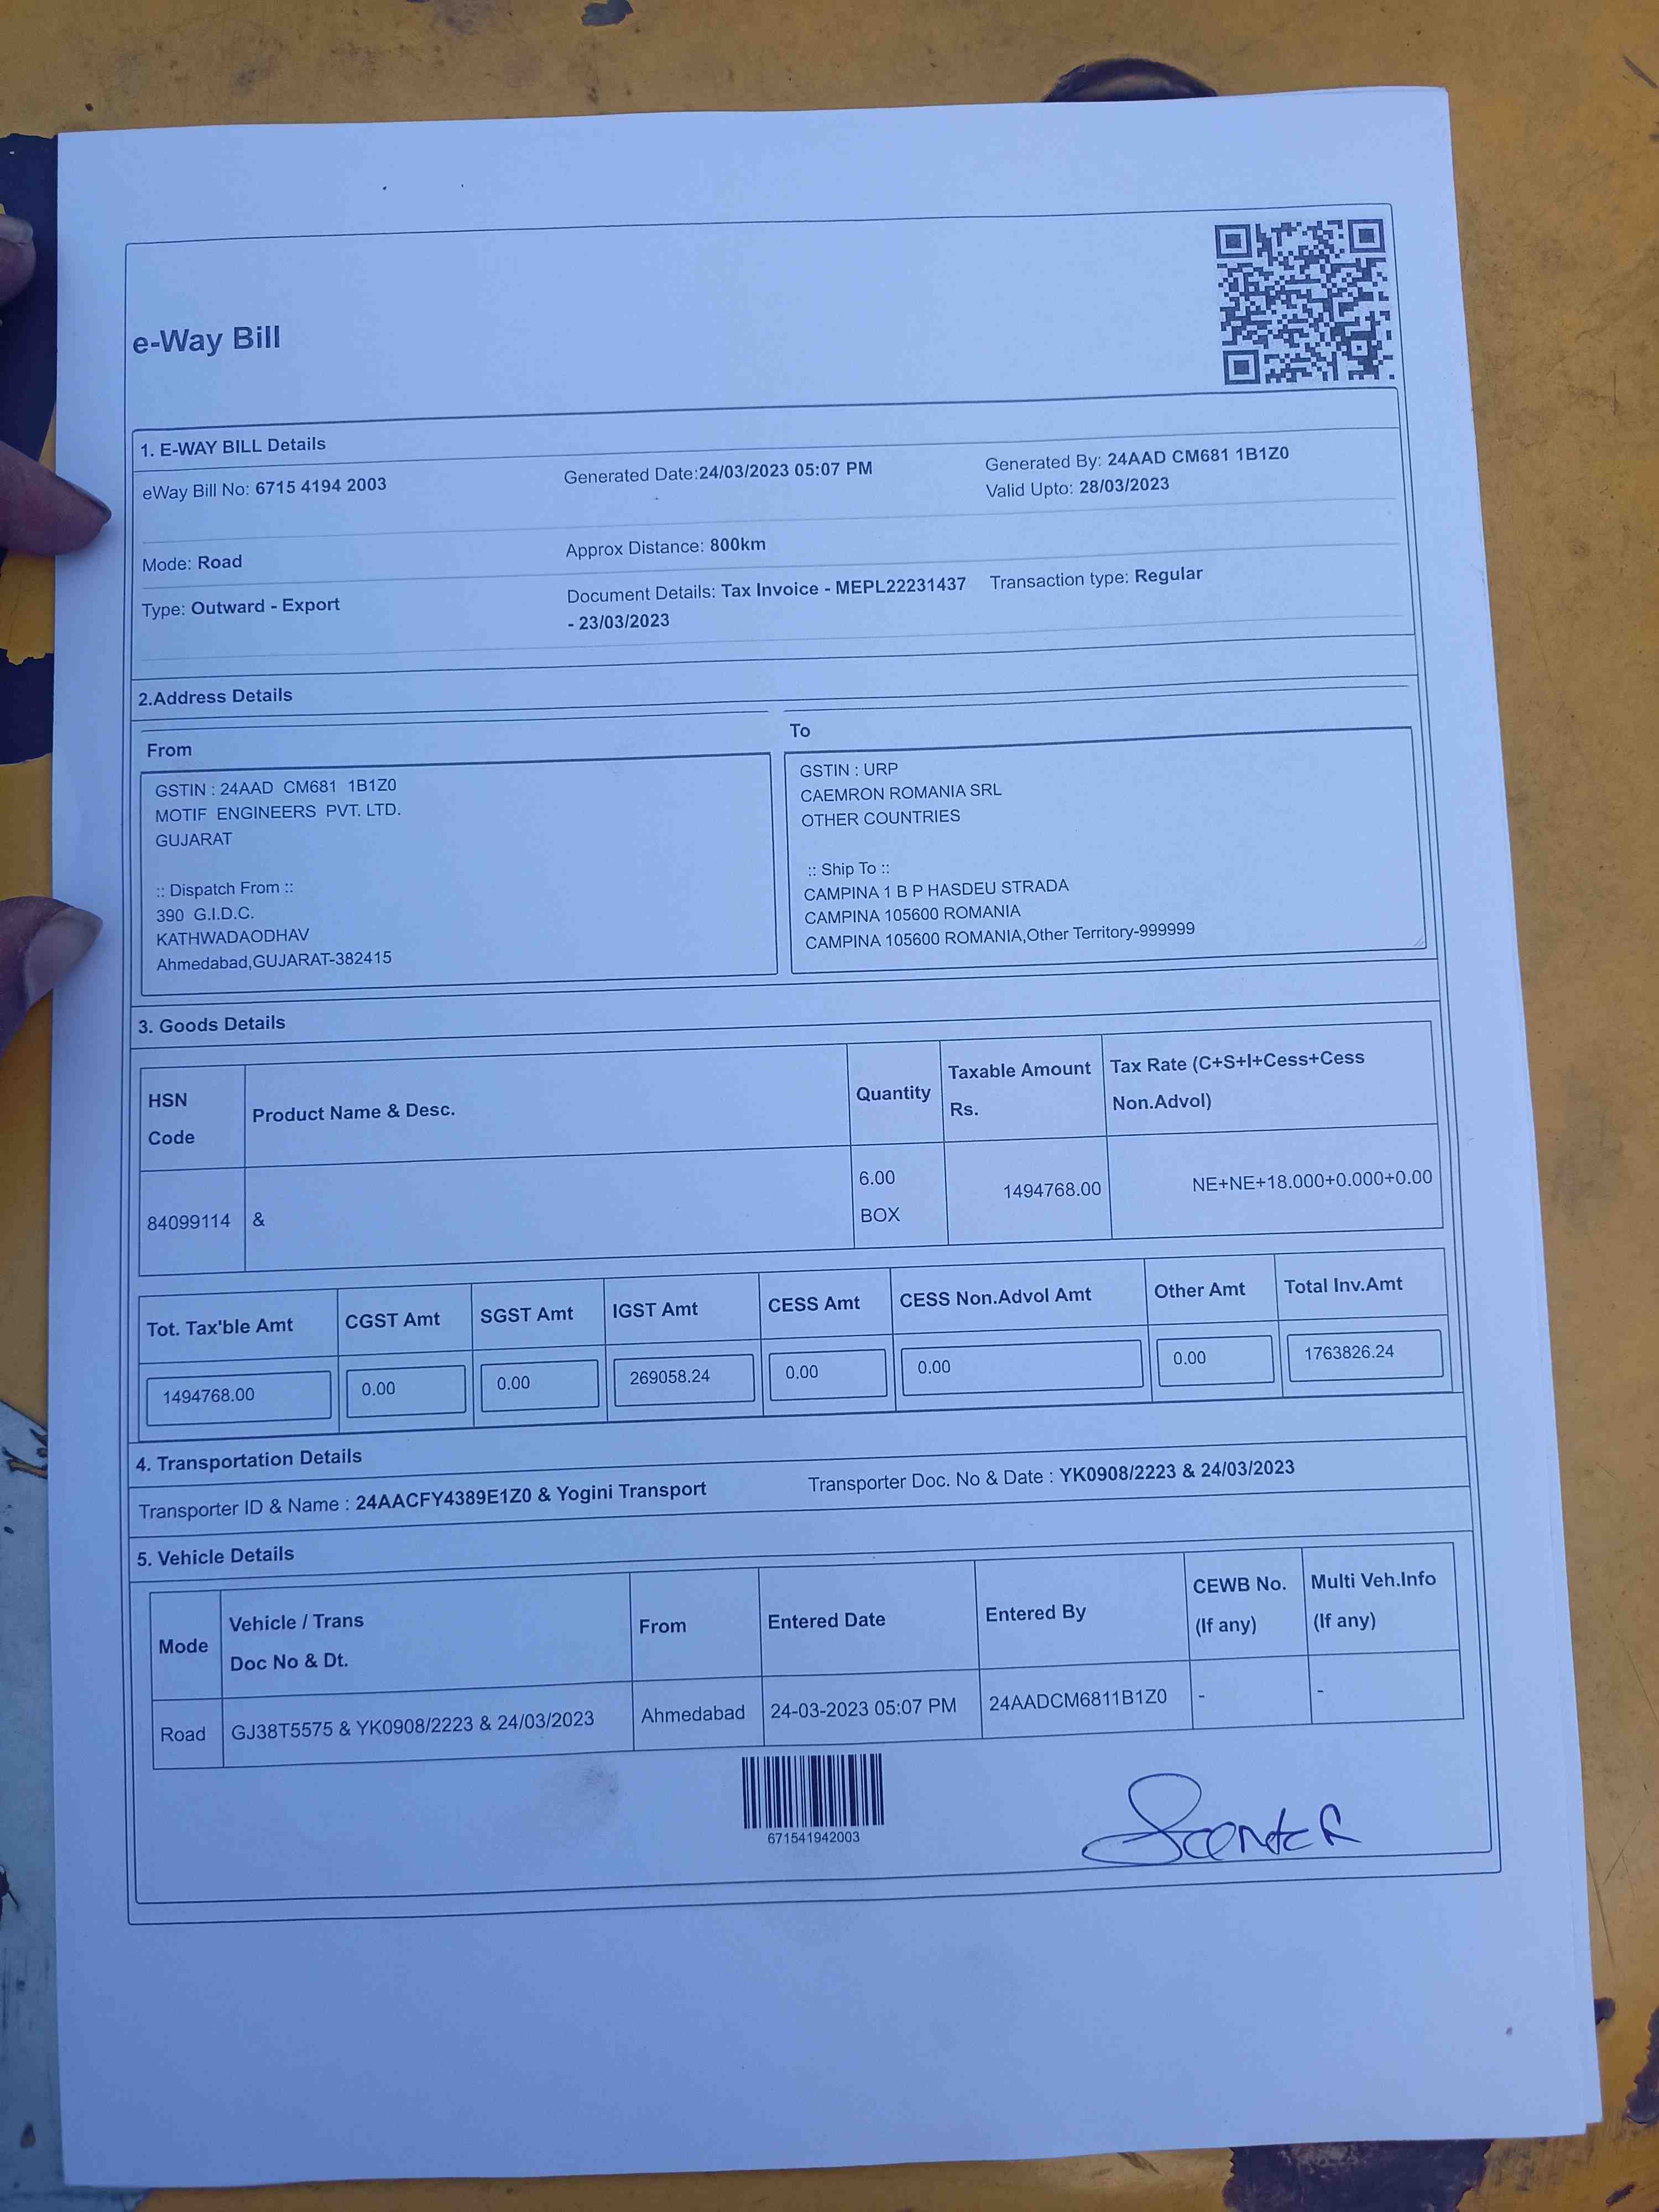 e-Way Bill
1. E-WAY BILL Details
eWay Bill No: 6715 4194 2003
Generated Date:24/03/2023 05:07 PM
Generated By: 24AAD CM681 1B1Z0
Valid Upto: 28/03/2023
Mode: Road
Approx Distance: 800km
Type: Outward - Export
Document Details: Tax Invoice - MEPL22231437
- 23/03/2023
Transaction type: Regular
2.Address Details
From
GSTIN : 24AAD CM681 1B1Z0
MOTIF ENGINEERS PVT. LTD.
GUJARAT
:: Dispatch From ::
390 G.I.D.C.
KATHWADAODHAV
Ahmedabad,GUJARAT-382415
To
GSTIN : URP
CAEMRON ROMANIA SRL
OTHER COUNTRIES
:: Ship To ::
CAMPINA 1 B P HASDEU STRADA
CAMPINA 105600 ROMANIA
CAMPINA 105600 ROMANIA,Other Territory-999999
3. Goods Details
HSN
Code
Product Name & Desc.
Quantity
Taxable Amount
Rs.
Tax Rate (C+S+I+Cess+Cess
Non.Advol)
84099114
&
6.00
BOX
1494768.00
NE+NE+18.000+0.000+0.00
Tot. Tax'ble Amt
CGST Amt
SGST Amt
IGST Amt
CESS Amt
CESS Non.Advol Amt
Other Amt
Total Inv.Amt
1494768.00
0.00
0.00
269058.24
0.00
0.00
0.00
1763826.24
4. Transportation Details
Transporter ID & Name : 24AACFY4389E1Z0 & Yogini Transport
Transporter Doc. No & Date : YK0908/2223 & 24/03/2023
5. Vehicle Details
Mode
Vehicle / Trans
Doc No & Dt.
From
Entered Date
Entered By
CEWB No.
(If any)
Multi Veh.Info
(If any)
Road
GJ38T5575 & YK0908/2223 & 24/03/2023
Ahmedabad
24-03-2023 05:07 PM
24AADCM6811B1Z0
-
-
671541942003